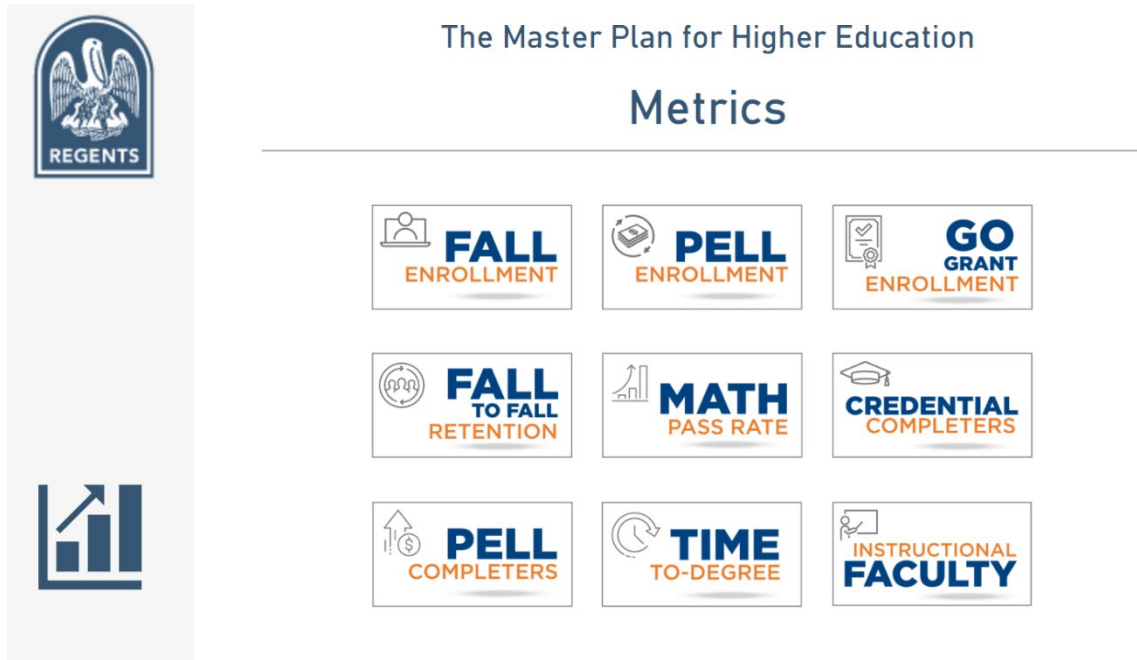 REGENTS
The Master Plan for Higher Education
Metrics
FALL
ENROLLMENT
PELL
ENROLLMENT
GO
GRANT
ENROLLMENT
FALL
TO FALL
RETENTION
MATH
PASS RATE
CREDENTIAL
COMPLETERS
PELL
COMPLETERS
TIME
TO-DEGREE
INSTRUCTIONAL
FACULTY